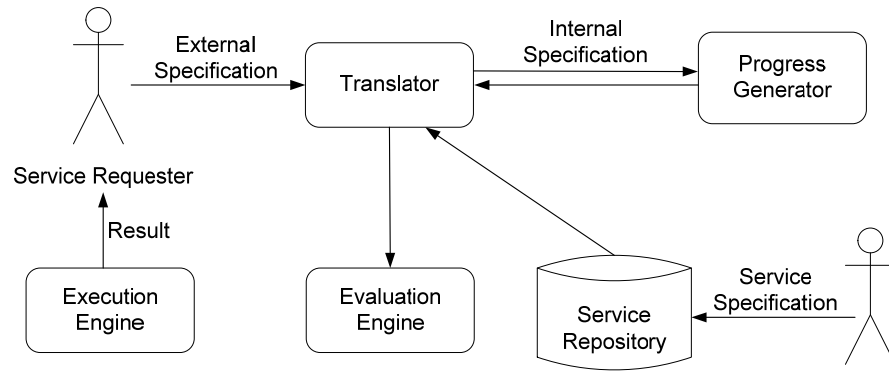 External
Specification
Translator
Internal
Specification
Progress
Generator
Service Requester
Result
Execution
Engine
Evaluation
Engine
Service
Repository
Service
Specification